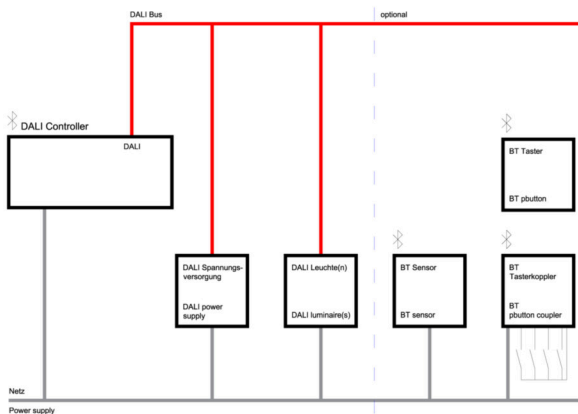 DALI Bus
optional
DALI Controller
DALI
BT Taster
BT pbutton
DALI Spannungs-
versorgung
DALI power
supply
DALI Leuchte(n)
DALI luminaire(s)
BT Sensor
BT sensor
BT
Tasterkoppler
BT
pbutton coupler
Netz
Power supply